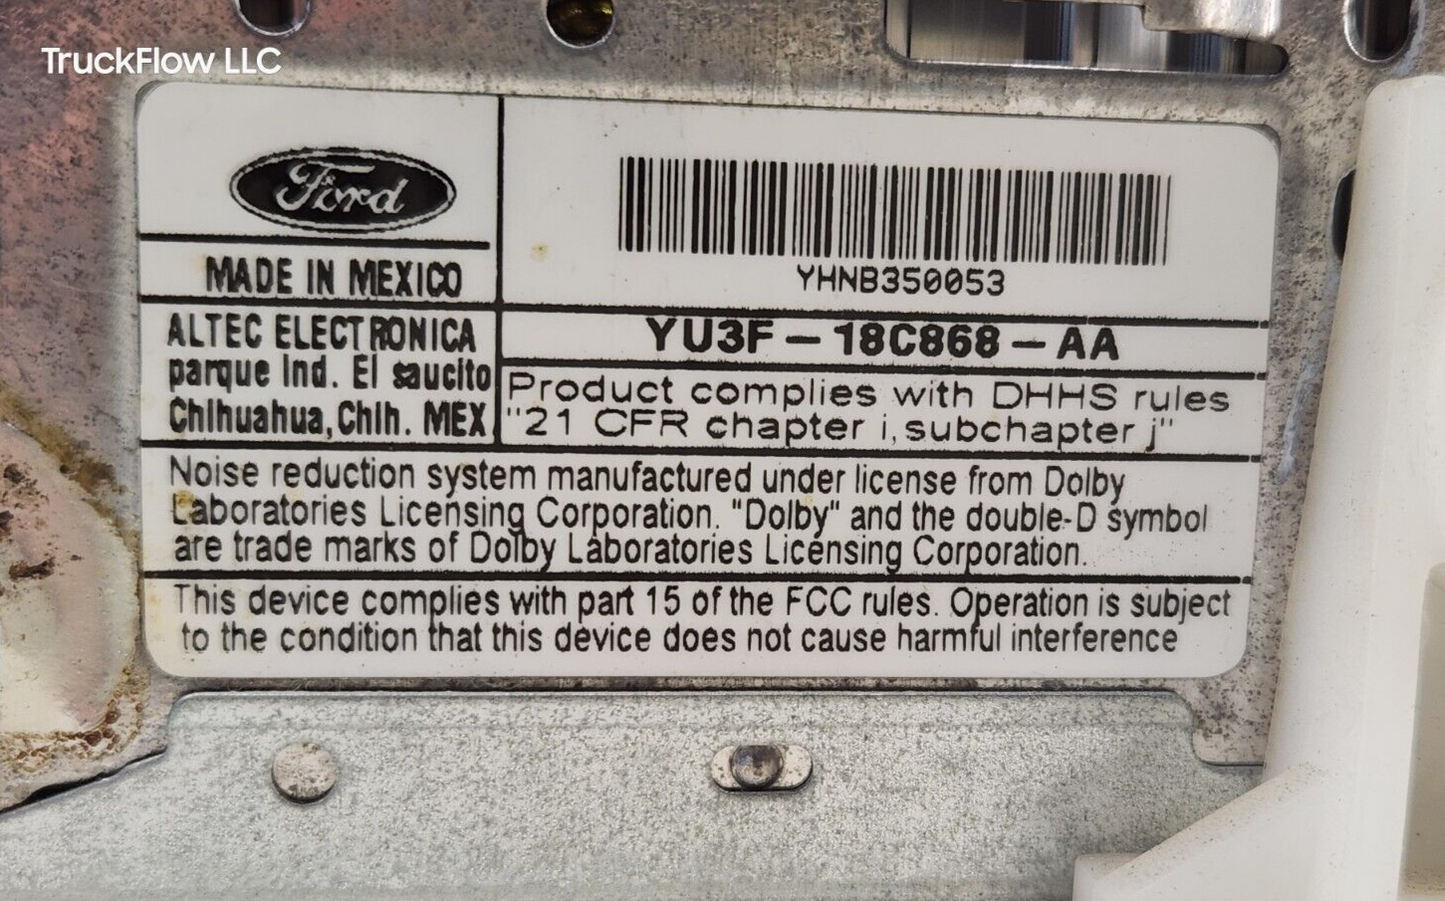 TruckFlow LLC
Ford
MADE IN MEXICO
ALTEC ELECTRONICA
parque Ind. El saucito
Chihuahua, Chih. MEX
YHNB350053
YU3F-18C868-AA
Product complies with DHHS rules
"21 CFR chapter i, subchapter j"
Noise reduction system manufactured under license from Dolby
Laboratories Licensing Corporation. "Dolby" and the double-D symbol
are trade marks of Dolby Laboratories Licensing Corporation.
This device complies with part 15 of the FCC rules. Operation is subject
to the condition that this device does not cause harmful interference